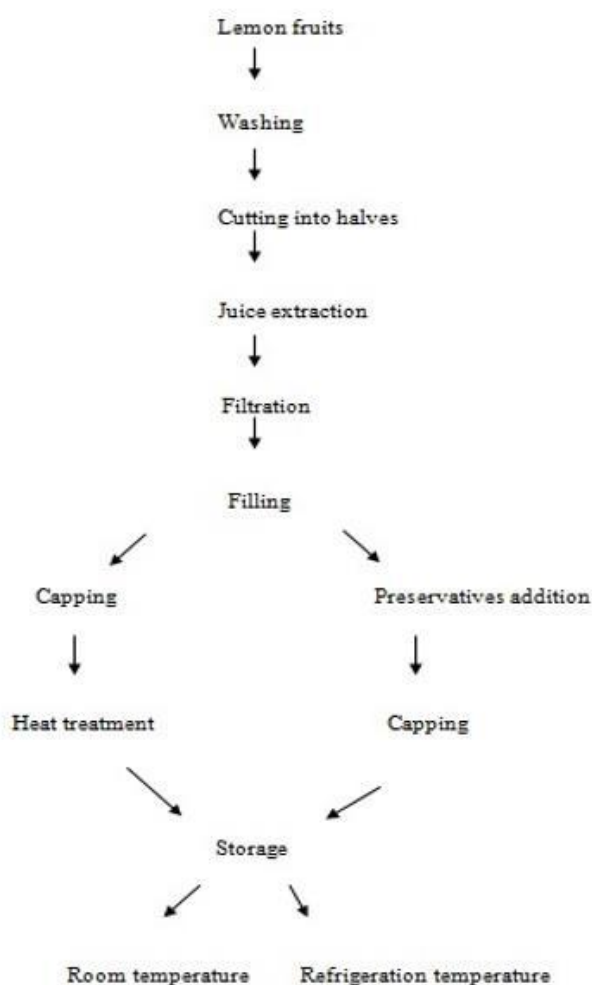 Lemon fruits
Washing
Cutting into halves
Juice extraction
Filtration
Filling
Capping
Preservatives addition
Heat treatment
Capping
Storage
Room temperature
Refrigeration temperature